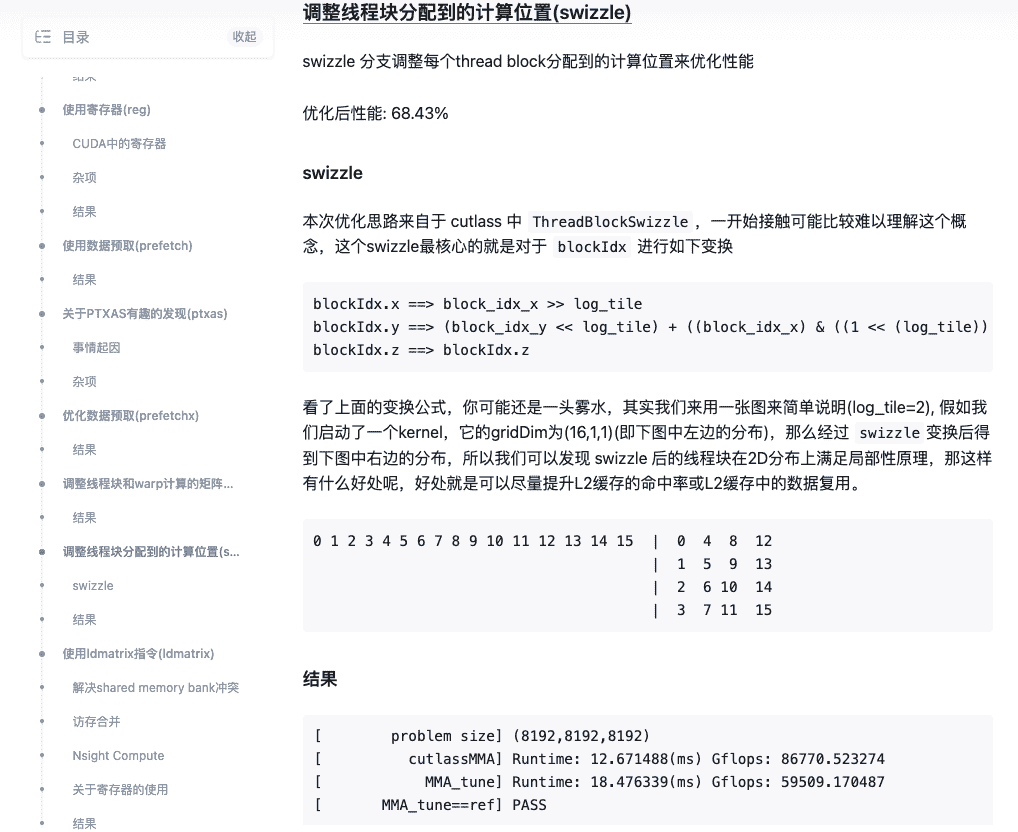 目录
收起
结果
使用寄存器(reg)
CUDA中的寄存器
杂项
结果
使用数据预取(prefetch)
结果
关于PTXAS有趣的发现(ptxas)
事情起因
杂项
优化数据预取(prefetchx)
结果
调整线程块和warp计算的矩阵...
结果
调整线程块分配到的计算位置(s...
swizzle
结果
使用ldmatrix指令(ldmatrix)
解决shared memory bank冲突
访存合并
Nsight Compute
关于寄存器的使用
结果
调整线程块分配到的计算位置(swizzle)
swizzle 分支调整每个thread block分配到的计算位置来优化性能
优化后性能: 68.43%
swizzle
本次优化思路来自于 cutlass 中 ThreadBlockSwizzle ，一开始接触可能比较难以理解这个概
念，这个swizzle最核心的就是对于 blockIdx 进行如下变换
blockIdx.x ==> block_idx_x >> log_tile
blockIdx.y ==> (block_idx_y << log_tile) + ((block_idx_x) & ((1 << (log_tile))
blockIdx.z ==> blockIdx.z
看了上面的变换公式，你可能还是一头雾水，其实我们来用一张图来简单说明(log_tile=2), 假如我
们启动了一个kernel，它的gridDim为(16,1,1)(即下图中左边的分布)，那么经过 swizzle 变换后得
到下图中右边的分布，所以我们可以发现 swizzle 后的线程块在2D分布上满足局部性原理，那这样
有什么好处呢，好处就是可以尽量提升L2缓存的命中率或L2缓存中的数据复用。
0 1 2 3 4 5 6 7 8 9 10 11 12 13 14 15 | 0 4 8 12
| 1 5 9 13
| 2 6 10 14
| 3 7 11 15
结果
[ problem size] (8192,8192,8192)
[ cutlassMMA] Runtime: 12.671488(ms) Gflops: 86770.523274
[ MMA_tune] Runtime: 18.476339(ms) Gflops: 59509.170487
[ MMA_tune==ref] PASS